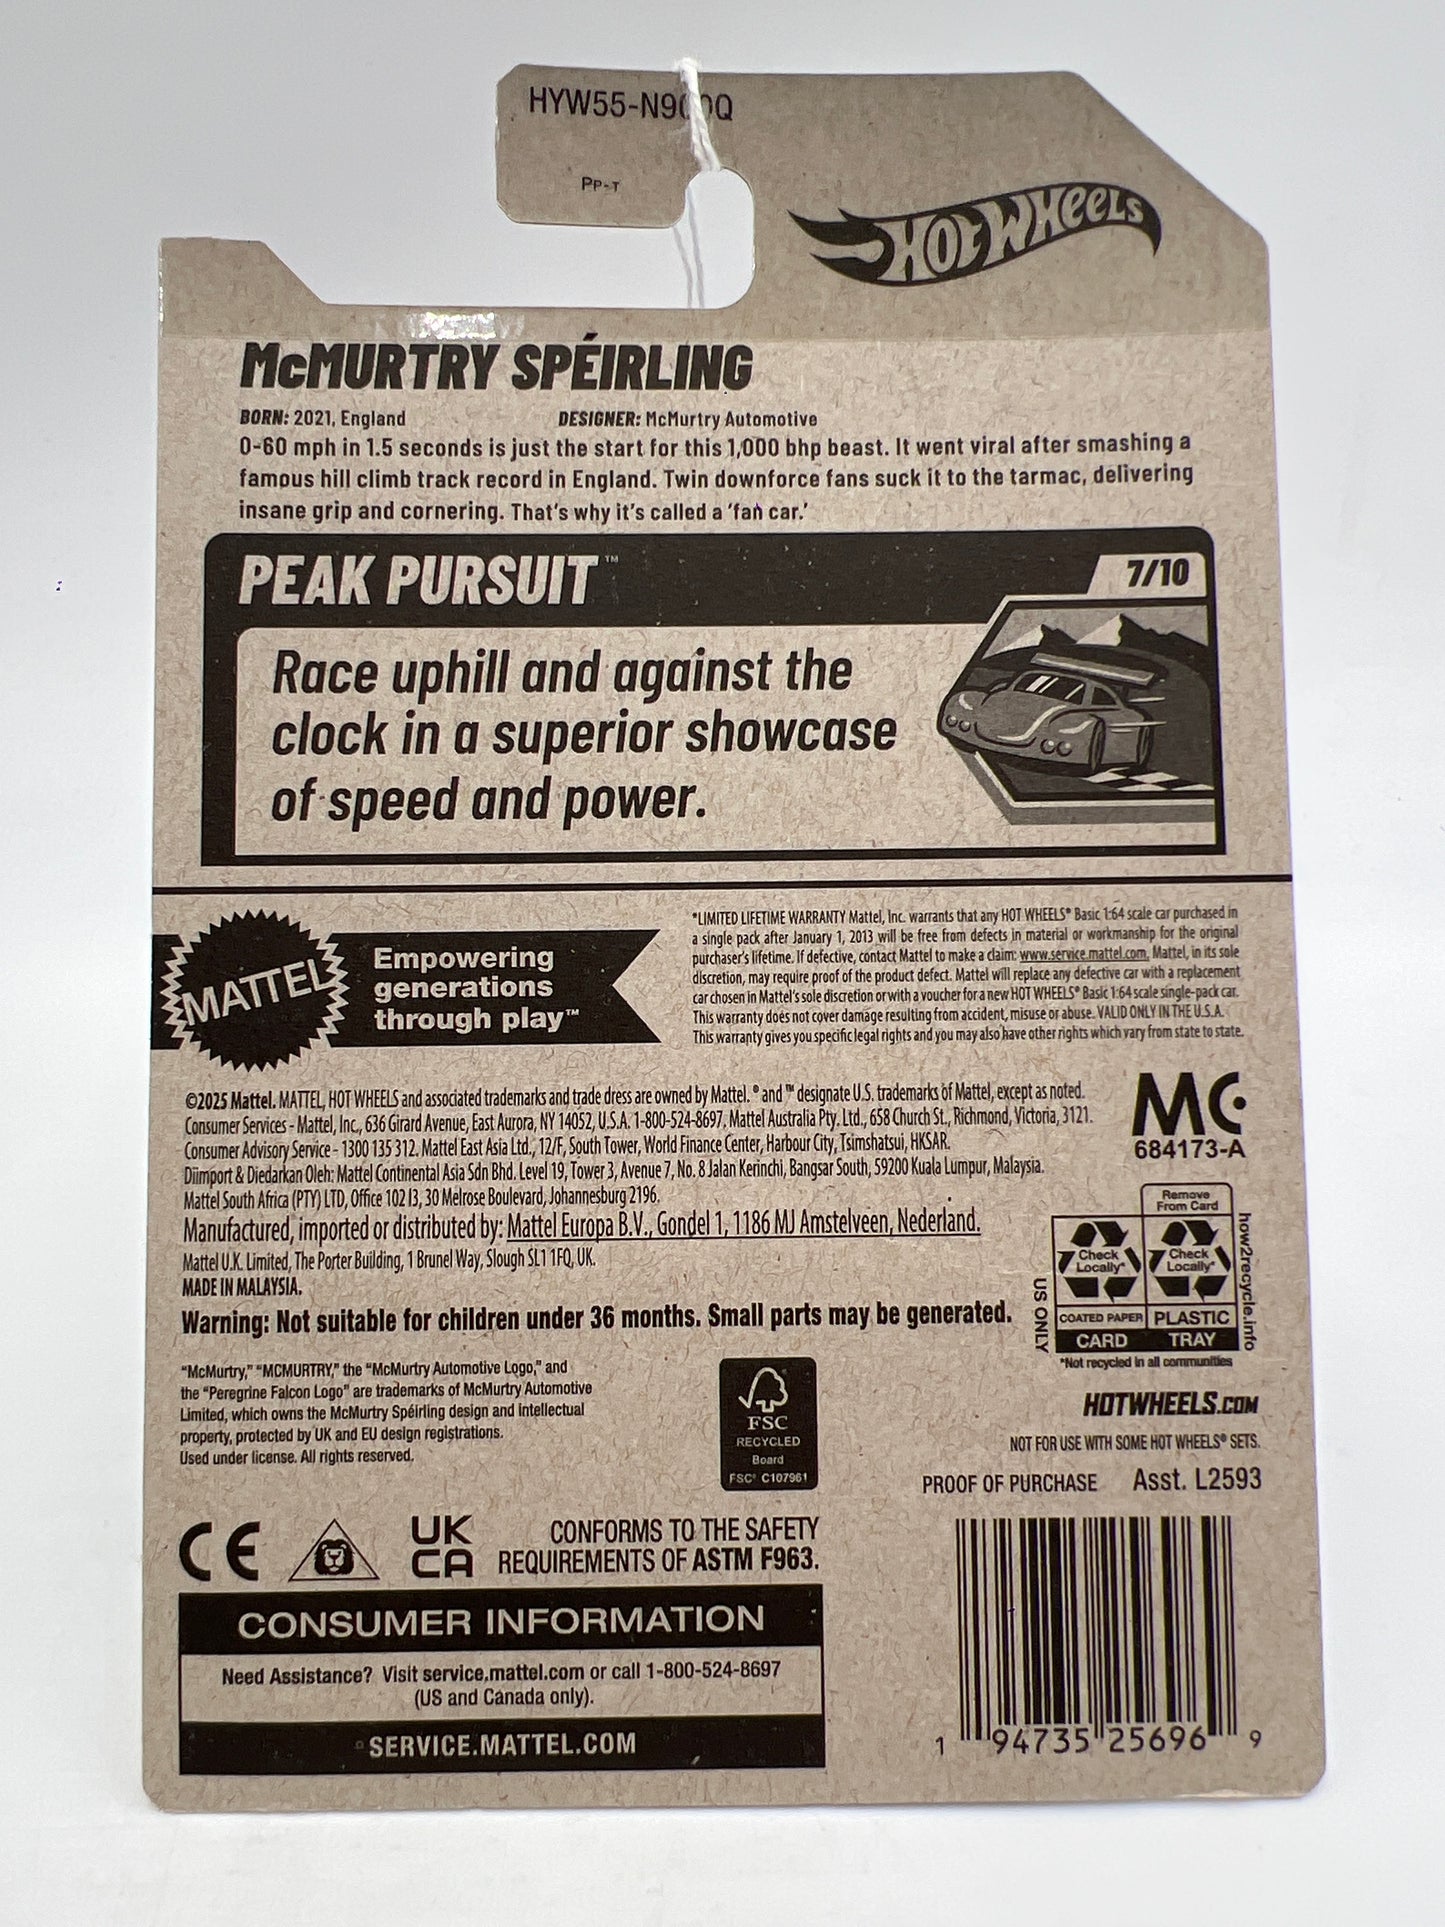 HYW55-N9
PP-T
HOT WHEELS
McMURTRY SPÉIRLING
BORN: 2021, England DESIGNER: McMurtry Automotive
0-60 mph in 1.5 seconds is just the start for this 1,000 bhp beast. It went viral after smashing a
famous hill climb track record in England. Twin downforce fans suck it to the tarmac, delivering
insane grip and cornering. That's why it's called a 'fan car.'
PEAK PURSUIT™ 7/10
Race uphill and against the
clock in a superior showcase
of speed and power.
MATTEL
Empowering
generations
through play™
*LIMITED LIFETIME WARRANTY Mattel, Inc. warrants that any HOT WHEELS® Basic 1:64 scale car purchased in
a single pack after January 1, 2013 will be free from defects in material or workmanship for the original
purchaser's lifetime. If defective, contact Mattel to make a claim: www.service.mattel.com. Mattel, in its sole
discretion, may require proof of the product defect. Mattel will replace any defective car with a replacement
car chosen in Mattel's sole discretion or with a voucher for a new HOT WHEELS® Basic 1:64 scale single-pack car.
This warranty does not cover damage resulting from accident, misuse or abuse. VALID ONLY IN THE U.S.A.
This warranty gives you specific legal rights and you may also have other rights which vary from state to state.
©2025 Mattel. MATTEL, HOT WHEELS and associated trademarks and trade dress are owned by Mattel. ® and ™ designate U.S. trademarks of Mattel, except as noted.
Consumer Services - Mattel, Inc., 636 Girard Avenue, East Aurora, NY 14052, U.S.A. 1-800-524-8697. Mattel Australia Pty. Ltd., 658 Church St., Richmond, Victoria, 3121.
Consumer Advisory Service - 1300 135 312. Mattel East Asia Ltd., 12/F, South Tower, World Finance Center, Harbour City, Tsimshatsui, HKSAR.
Diimport & Diedarkan Oleh: Mattel Continental Asia Sdn Bhd. Level 19, Tower 3, Avenue 7, No. 8 Jalan Kerinchi, Bangsar South, 59200 Kuala Lumpur, Malaysia.
Mattel South Africa (PTY) LTD, Office 102 I3, 30 Melrose Boulevard, Johannesburg 2196.
Manufactured, imported or distributed by: Mattel Europa B.V., Gondel 1, 1186 MJ Amstelveen, Nederland.
Mattel U.K. Limited, The Porter Building, 1 Brunel Way, Slough SL1 1FQ, UK.
MADE IN MALAYSIA.
Warning: Not suitable for children under 36 months. Small parts may be generated.
MC
684173-A
Remove
From Card
Check
Locally*
Check
Locally*
COATED PAPER PLASTIC
CARD TRAY
US ONLY
how2recycle.info
*Not recycled in all communities
"McMurtry," "MCMURTRY," the "McMurtry Automotive Logo," and
the "Peregrine Falcon Logo" are trademarks of McMurtry Automotive
Limited, which owns the McMurtry Spéirling design and intellectual
property, protected by UK and EU design registrations.
Used under license. All rights reserved.
FSC
RECYCLED
Board
FSC® C107961
HOTWHEELS.COM
NOT FOR USE WITH SOME HOT WHEELS® SETS.
PROOF OF PURCHASE Asst. L2593
CE
UK
CA
CONFORMS TO THE SAFETY
REQUIREMENTS OF ASTM F963.
CONSUMER INFORMATION
Need Assistance? Visit service.mattel.com or call 1-800-524-8697
(US and Canada only).
SERVICE.MATTEL.COM
1 94735 25696 9